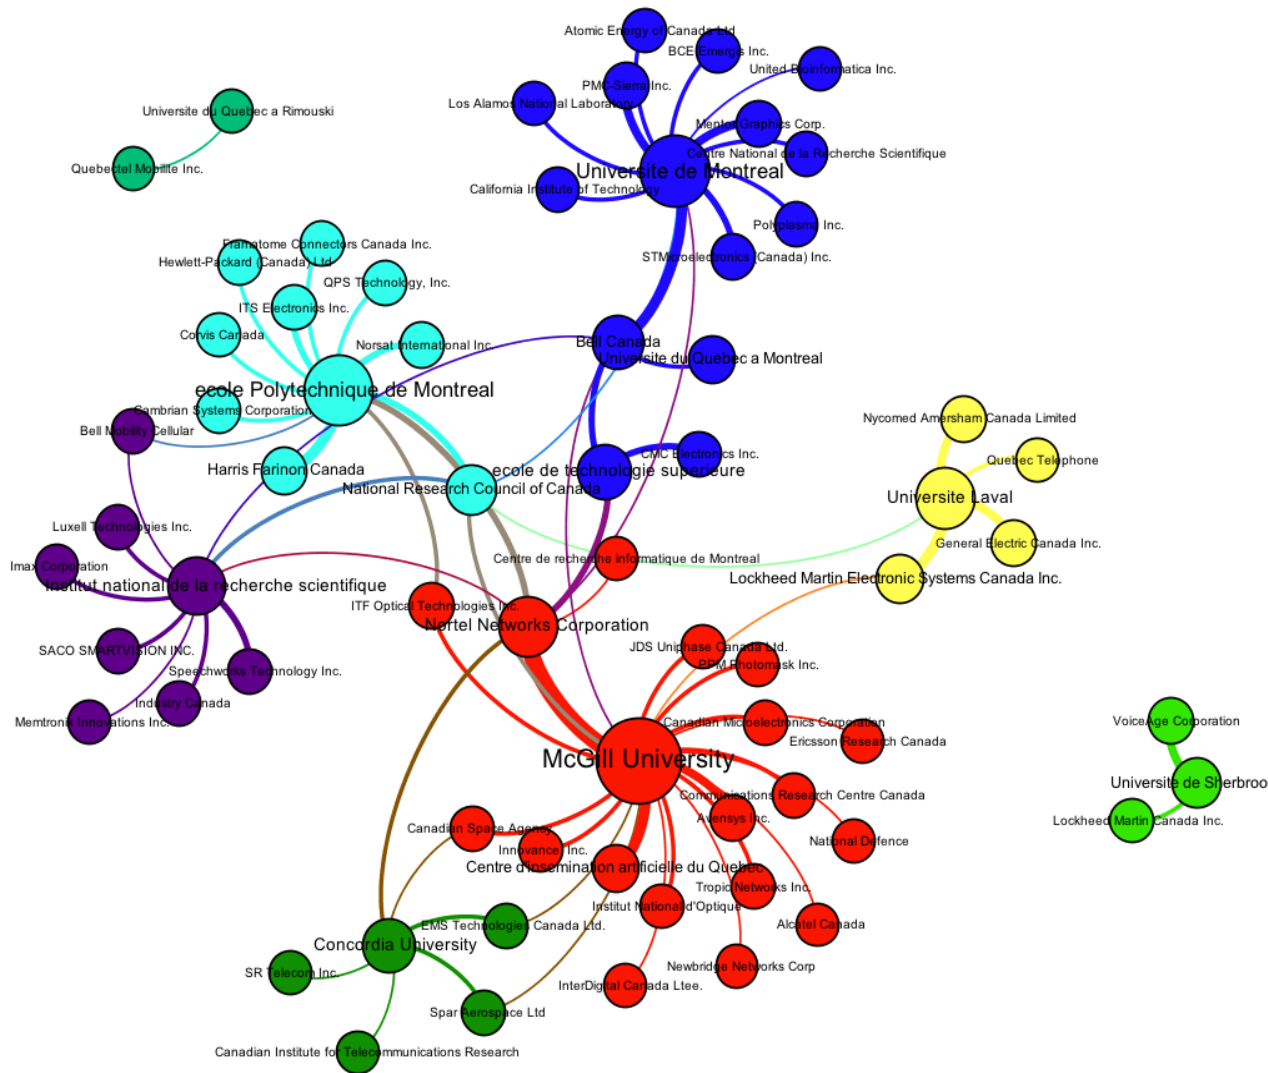 Atomic Energy of Canada Ltd
BCE Emergis Inc.
United Bioinformatica Inc.
PMC-Sierra Inc.
Los Alamos National Laboratory
Universite du Quebec a Rimouski
Mentor Graphics Corp.
Centre National de la Recherche Scientifique
Quebectel Mobilite Inc.
Universite de Montreal
California Institute of Technology
Polyplasma Inc.
Framatome Connectors Canada Inc.
STMicroelectronics (Canada) Inc.
Hewlett-Packard (Canada) Ltd
QPS Technology, Inc.
ITS Electronics Inc.
Corvis Canada
Norsat International Inc.
Bell Canada
Universite du Quebec a Montreal
ecole Polytechnique de Montreal
Cambrian Systems Corporation
Nycomed Amersham Canada Limited
Bell Mobility Cellular
CMC Electronics Inc.
Quebec Telephone
Harris Farinon Canada
ecole de technologie superieure
National Research Council of Canada
Universite Laval
Luxell Technologies Inc.
General Electric Canada Inc.
Centre de recherche informatique de Montreal
Imax Corporation
Lockheed Martin Electronic Systems Canada Inc.
Institut national de la recherche scientifique
ITF Optical Technologies Inc.
Nortel Networks Corporation
JDS Uniphase Canada Ltd.
SACO SMARTVISION INC.
PPM Photomask Inc.
Speechworks Technology Inc.
Industry Canada
Memtronik Innovations Inc.
Canadian Microelectronics Corporation
VoiceAge Corporation
Ericsson Research Canada
McGill University
Universite de Sherbroo
Communications Research Centre Canada
Avensys Inc.
Lockheed Martin Canada Inc.
Canadian Space Agency
National Defence
Innovance, Inc.
Centre d'insemination artificielle du Quebec
Tropic Networks Inc.
Institut National d'Optique
EMS Technologies Canada Ltd.
Alcatel Canada
Concordia University
Newbridge Networks Corp
SR Telecom Inc.
InterDigital Canada Ltee.
Spar Aerospace Ltd
Canadian Institute for Telecommunications Research